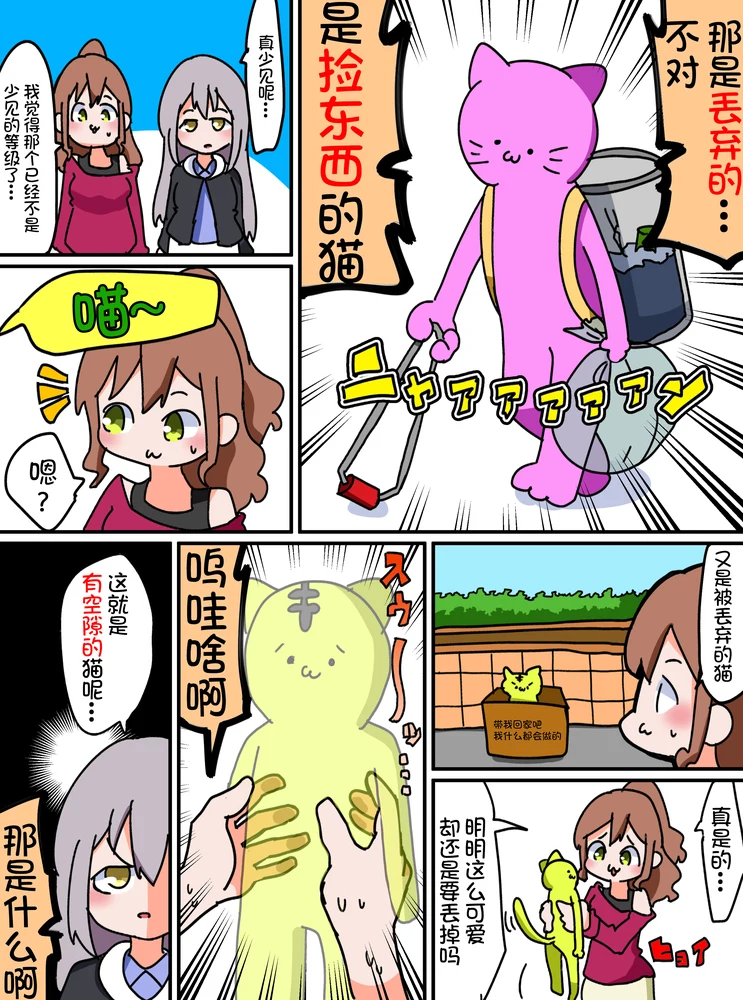 那是丢弃的…
不对
是捡东西的猫
ニャァァァァァァン
真少见呢…
我觉得那个已经不是
少见的等级了…
喵～
嗯？
又是被丢弃的猫
带我回家吧
我什么都会做的
真是的…
明明这么可爱
却还是要丢掉吗
ヒョイ
スゥーーッ…
呜哇啥啊
这就是
有空隙的
猫呢…
那是什么啊